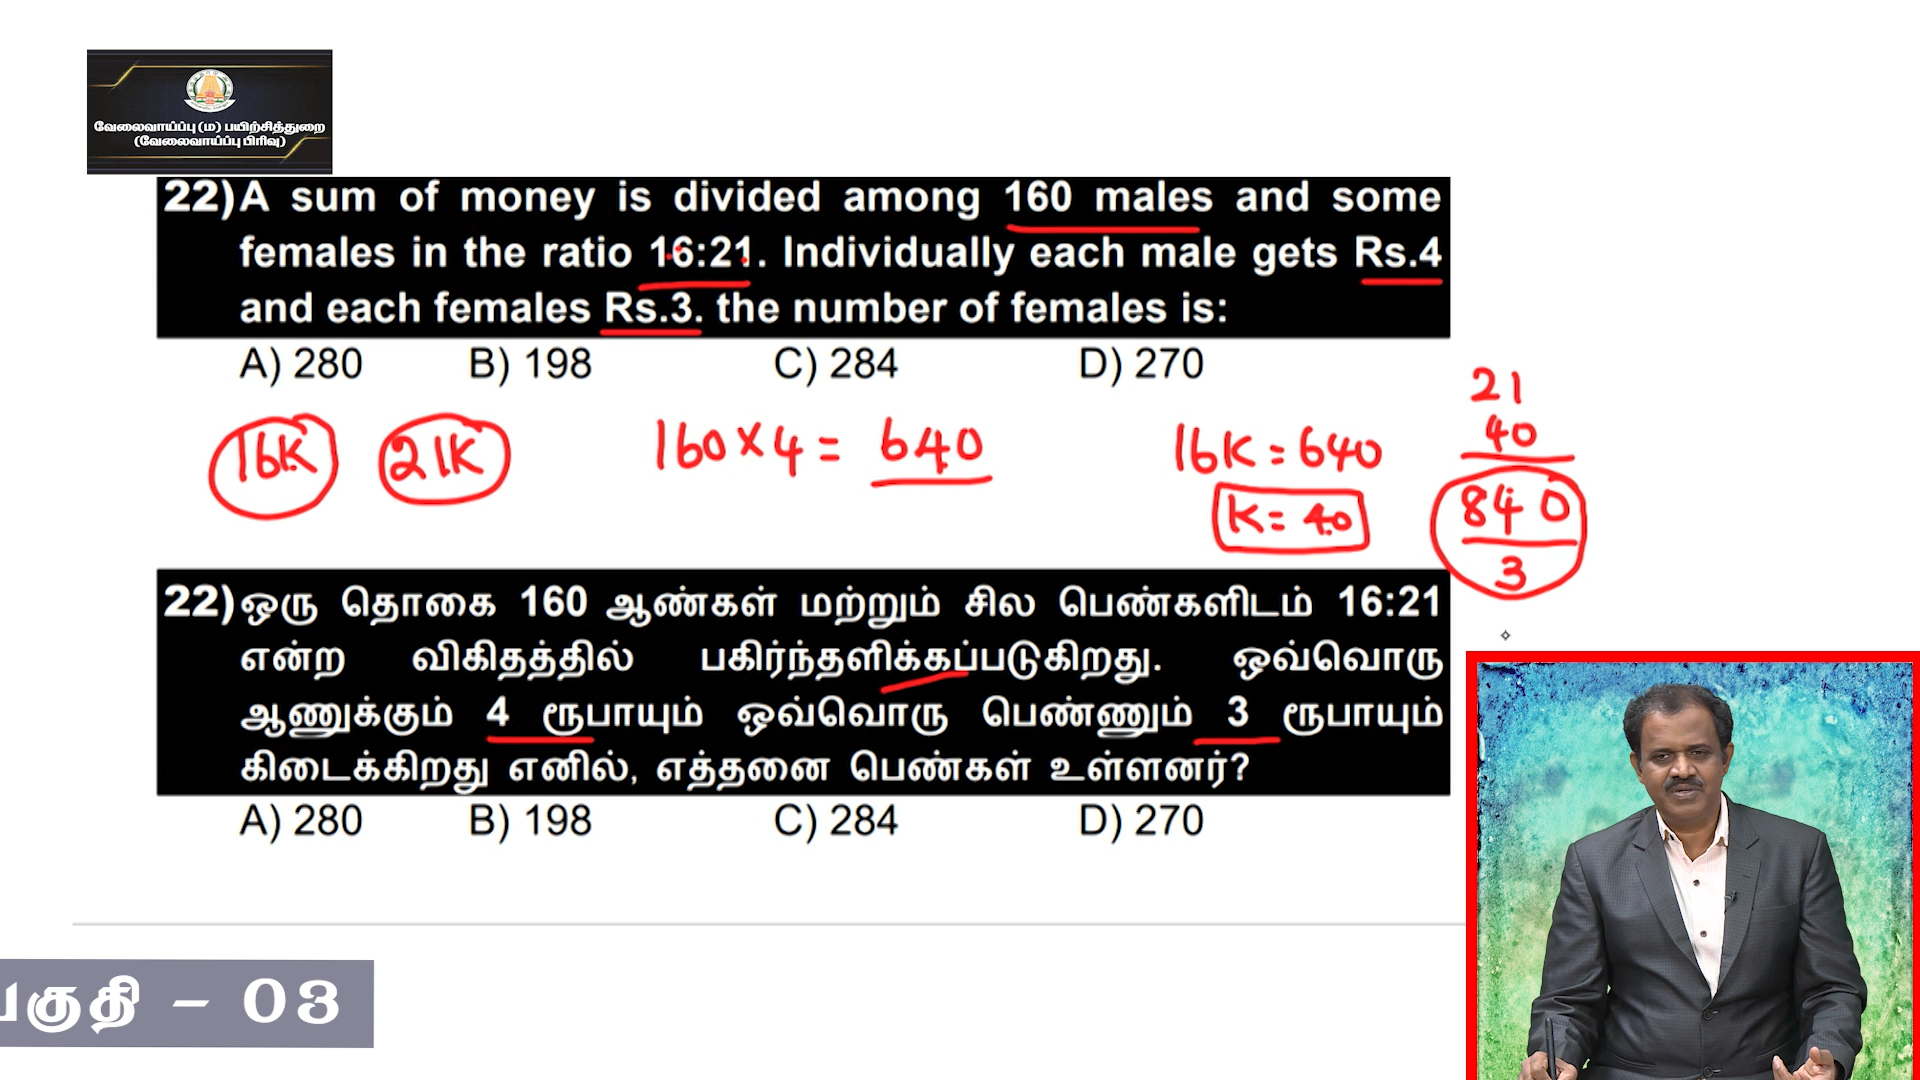 வேலைவாய்ப்பு (ம) பயிற்சித்துறை
(வேலைவாய்ப்பு பிரிவு)
22) A sum of money is divided among 160 males and some
females in the ratio 16:21. Individually each male gets Rs.4
and each females Rs.3. the number of females is:
A) 280 B) 198 C) 284 D) 270
16K 21K 160 × 4 = 640 16K = 640
K = 40
21
40
840
3
22) ஒரு தொகை 160 ஆண்கள் மற்றும் சில பெண்களிடம் 16:21
என்ற விகிதத்தில் பகிர்ந்தளிக்கப்படுகிறது. ஒவ்வொரு
ஆணுக்கும் 4 ரூபாயும் ஒவ்வொரு பெண்ணும் 3 ரூபாயும்
கிடைக்கிறது எனில், எத்தனை பெண்கள் உள்ளனர்?
A) 280 B) 198 C) 284 D) 270
பகுதி – 03